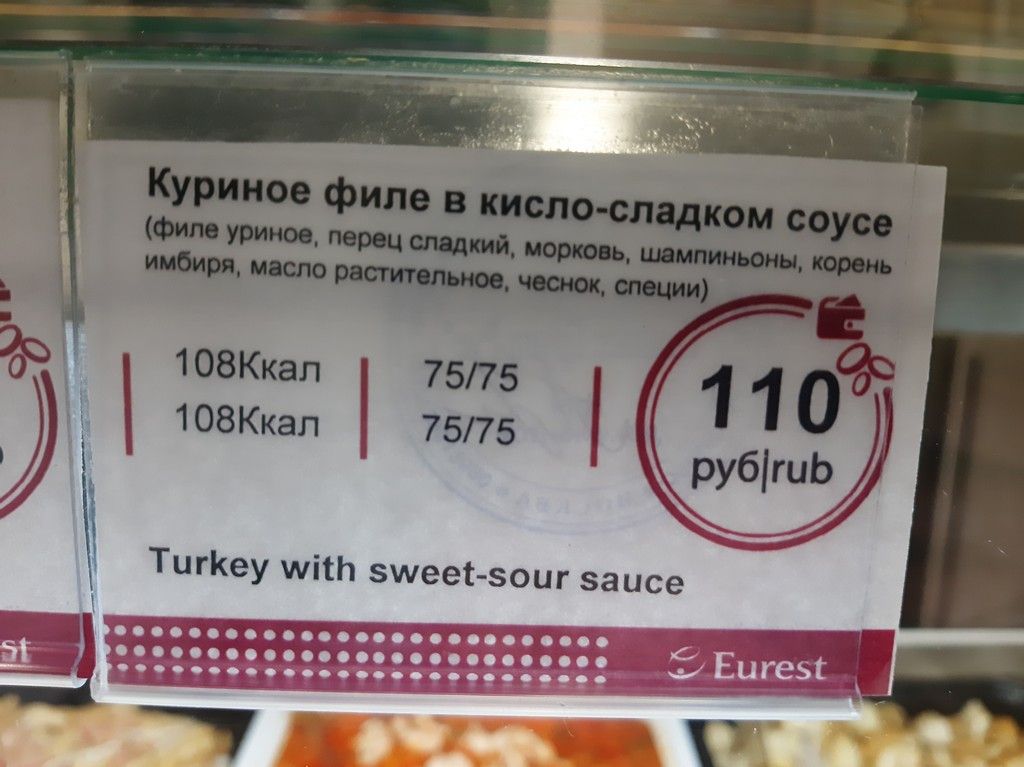 Куриное филе в кисло-сладком соусе
(филе уриное, перец сладкий, морковь, шампиньоны, корень
имбиря, масло растительное, чеснок, специи)
108Ккал 75/75
108Ккал 75/75
110
руб|rub
Turkey with sweet-sour sauce
Eurest
st